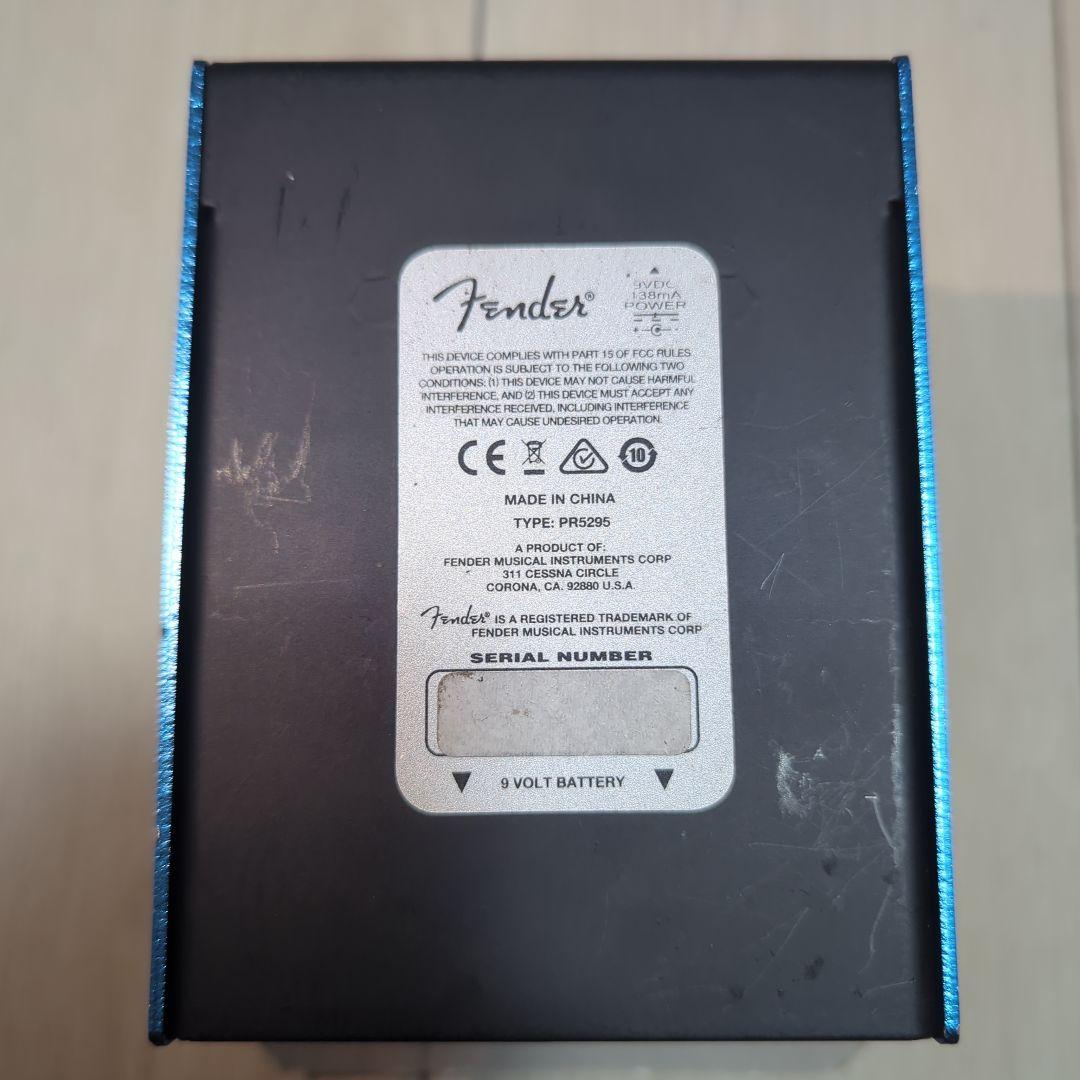 Fender®
9VDC
138mA
POWER
THIS DEVICE COMPLIES WITH PART 15 OF FCC RULES
OPERATION IS SUBJECT TO THE FOLLOWING TWO
CONDITIONS: (1) THIS DEVICE MAY NOT CAUSE HARMFUL
INTERFERENCE, AND (2) THIS DEVICE MUST ACCEPT ANY
INTERFERENCE RECEIVED, INCLUDING INTERFERENCE
THAT MAY CAUSE UNDESIRED OPERATION.
CE 10
MADE IN CHINA
TYPE: PR5295
A PRODUCT OF:
FENDER MUSICAL INSTRUMENTS CORP
311 CESSNA CIRCLE
CORONA, CA. 92880 U.S.A.
Fender® IS A REGISTERED TRADEMARK OF
FENDER MUSICAL INSTRUMENTS CORP
SERIAL NUMBER
9 VOLT BATTERY